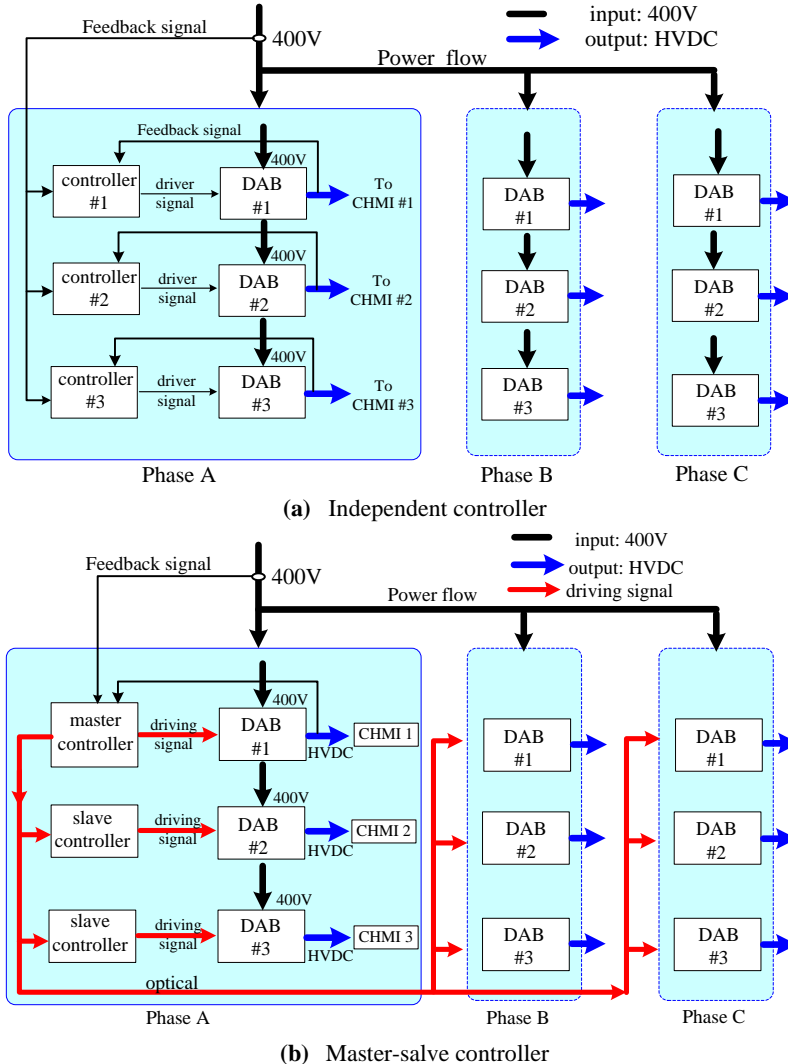 Feedback signal
400V
input: 400V
output: HVDC
Power flow
Feedback signal
400V
controller
#1
driver
signal
DAB
#1
To
CHMI #1
400V
controller
#2
driver
signal
DAB
#2
To
CHMI #2
400V
controller
#3
driver
signal
DAB
#3
To
CHMI #3
DAB
#1
DAB
#2
DAB
#3
DAB
#1
DAB
#2
DAB
#3
Phase A
Phase B
Phase C
(a) Independent controller
Feedback signal
400V
input: 400V
output: HVDC
driving signal
Power flow
400V
master
controller
driving
signal
DAB
#1
HVDC
CHMI 1
400V
slave
controller
driving
signal
DAB
#2
HVDC
CHMI 2
400V
slave
controller
driving
signal
DAB
#3
HVDC
CHMI 3
optical
DAB
#1
DAB
#2
DAB
#3
DAB
#1
DAB
#2
DAB
#3
Phase A
Phase B
Phase C
(b) Master-salve controller